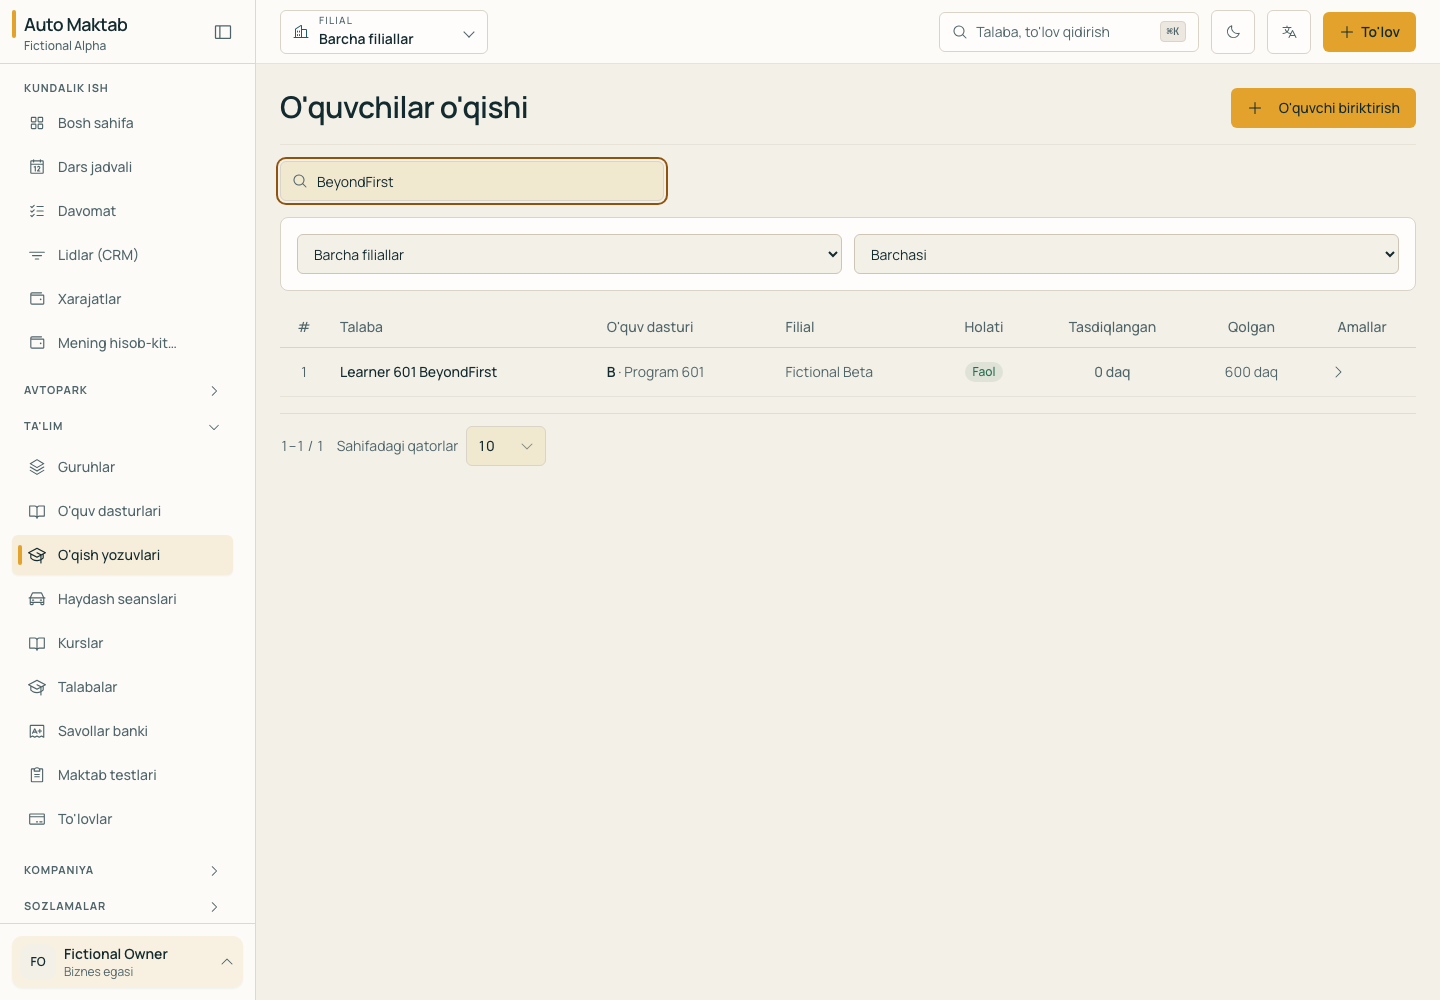 Auto Maktab
Fictional Alpha
FILIAL
Barcha filiallar
Talaba, to'lov qidirish
⌘K
To'lov
KUNDALIK ISH
Bosh sahifa
Dars jadvali
Davomat
Lidlar (CRM)
Xarajatlar
Mening hisob-kit...
AVTOPARK
TA'LIM
Guruhlar
O'quv dasturlari
O'qish yozuvlari
Haydash seanslari
Kurslar
Talabalar
Savollar banki
Maktab testlari
To'lovlar
KOMPANIYA
SOZLAMALAR
FO
Fictional Owner
Biznes egasi
O'quvchilar o'qishi
O'quvchi biriktirish
BeyondFirst
Barcha filiallar
Barchasi
# Talaba O'quv dasturi Filial Holati Tasdiqlangan Qolgan Amallar
1 Learner 601 BeyondFirst B · Program 601 Fictional Beta Faol 0 daq 600 daq
1–1 / 1 Sahifadagi qatorlar 10